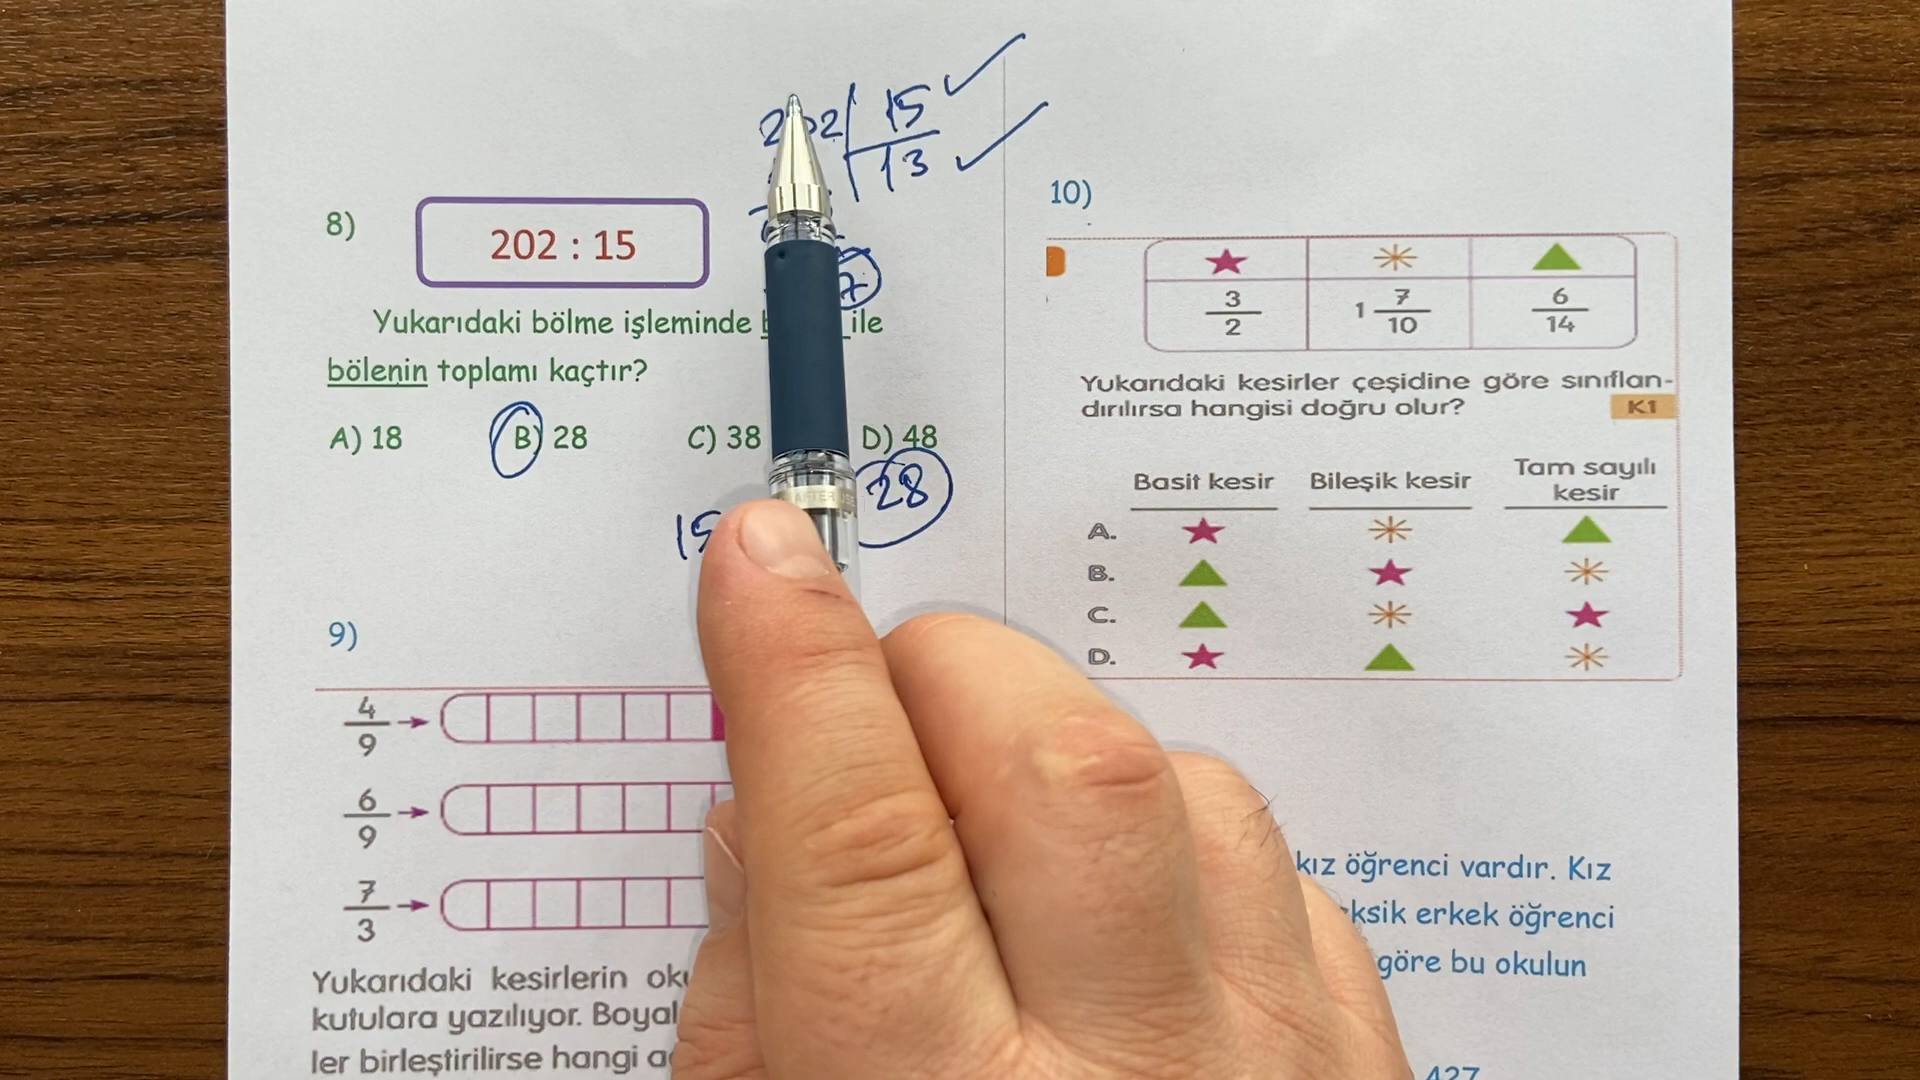 202 15
13
7
8)
202 : 15
Yukarıdaki bölme işleminde ile
bölenin toplamı kaçtır?
A) 18 B) 28 C) 38 D) 48
28
15
9)
4/9
6/9
7/3
Yukarıdaki kesirlerin
kutulara yazılıyor.
ler birleştirilirse hangi
10)
3/2 1 7/10 6/14
Yukarıdaki kesirler çeşidine göre sınıflan-
dırılırsa hangisi doğru olur?
K1
Basit kesir Bileşik kesir Tam sayılı
kesir
A.
B.
C.
D.
kız öğrenci vardır. Kız
erkek öğrenci
göre bu okulun
427